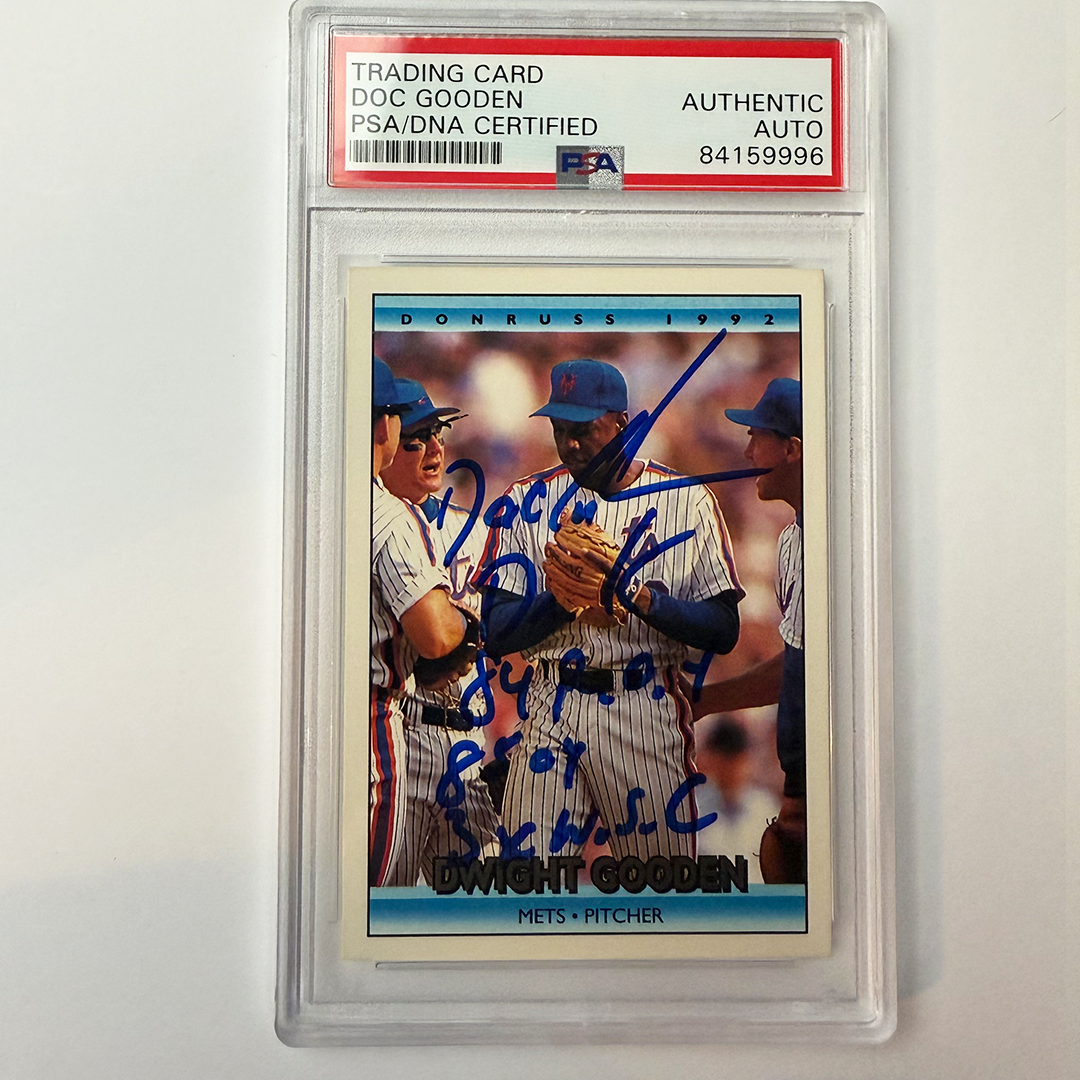 TRADING CARD
DOC GOODEN
PSA/DNA CERTIFIED
AUTHENTIC
AUTO
84159996
PSA
DONRUSS 1992
84 R.O.Y
85 CY
3x W.S.C
DWIGHT GOODEN
METS • PITCHER